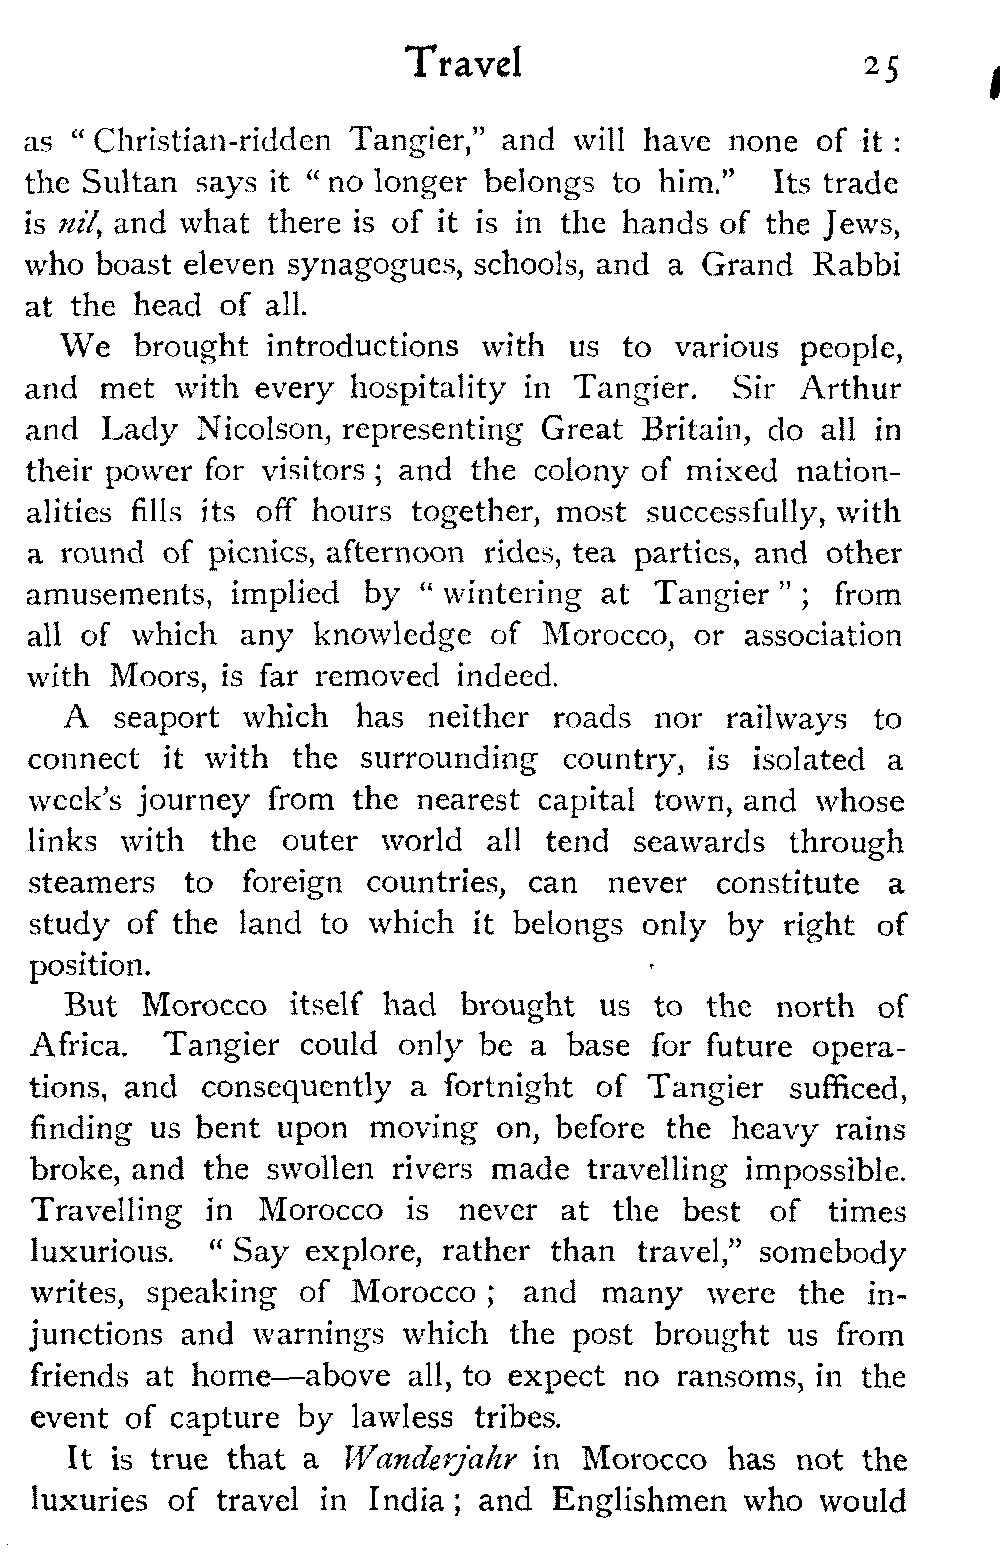 Travel 25
as " Christian-ridden Tangier," and will have none of it :
the Sultan says it " no longer belongs to him." Its trade
is nil, and what there is of it is in the hands of the Jews,
who boast eleven synagogues, schools, and a Grand Rabbi
at the head of all.
We brought introductions with us to various people,
and met with every hospitality in Tangier. Sir Arthur
and Lady Nicolson, representing Great Britain, do all in
their power for visitors ; and the colony of mixed nation-
alities fills its off hours together, most successfully, with
a round of picnics, afternoon rides, tea parties, and other
amusements, implied by " wintering at Tangier " ; from
all of which any knowledge of Morocco, or association
with Moors, is far removed indeed.
A seaport which has neither roads nor railways to
connect it with the surrounding country, is isolated a
week's journey from the nearest capital town, and whose
links with the outer world all tend seawards through
steamers to foreign countries, can never constitute a
study of the land to which it belongs only by right of
position.
But Morocco itself had brought us to the north of
Africa. Tangier could only be a base for future opera-
tions, and consequently a fortnight of Tangier sufficed,
finding us bent upon moving on, before the heavy rains
broke, and the swollen rivers made travelling impossible.
Travelling in Morocco is never at the best of times
luxurious. " Say explore, rather than travel," somebody
writes, speaking of Morocco ; and many were the in-
junctions and warnings which the post brought us from
friends at home—above all, to expect no ransoms, in the
event of capture by lawless tribes.
It is true that a Wanderjahr in Morocco has not the
luxuries of travel in India ; and Englishmen who would